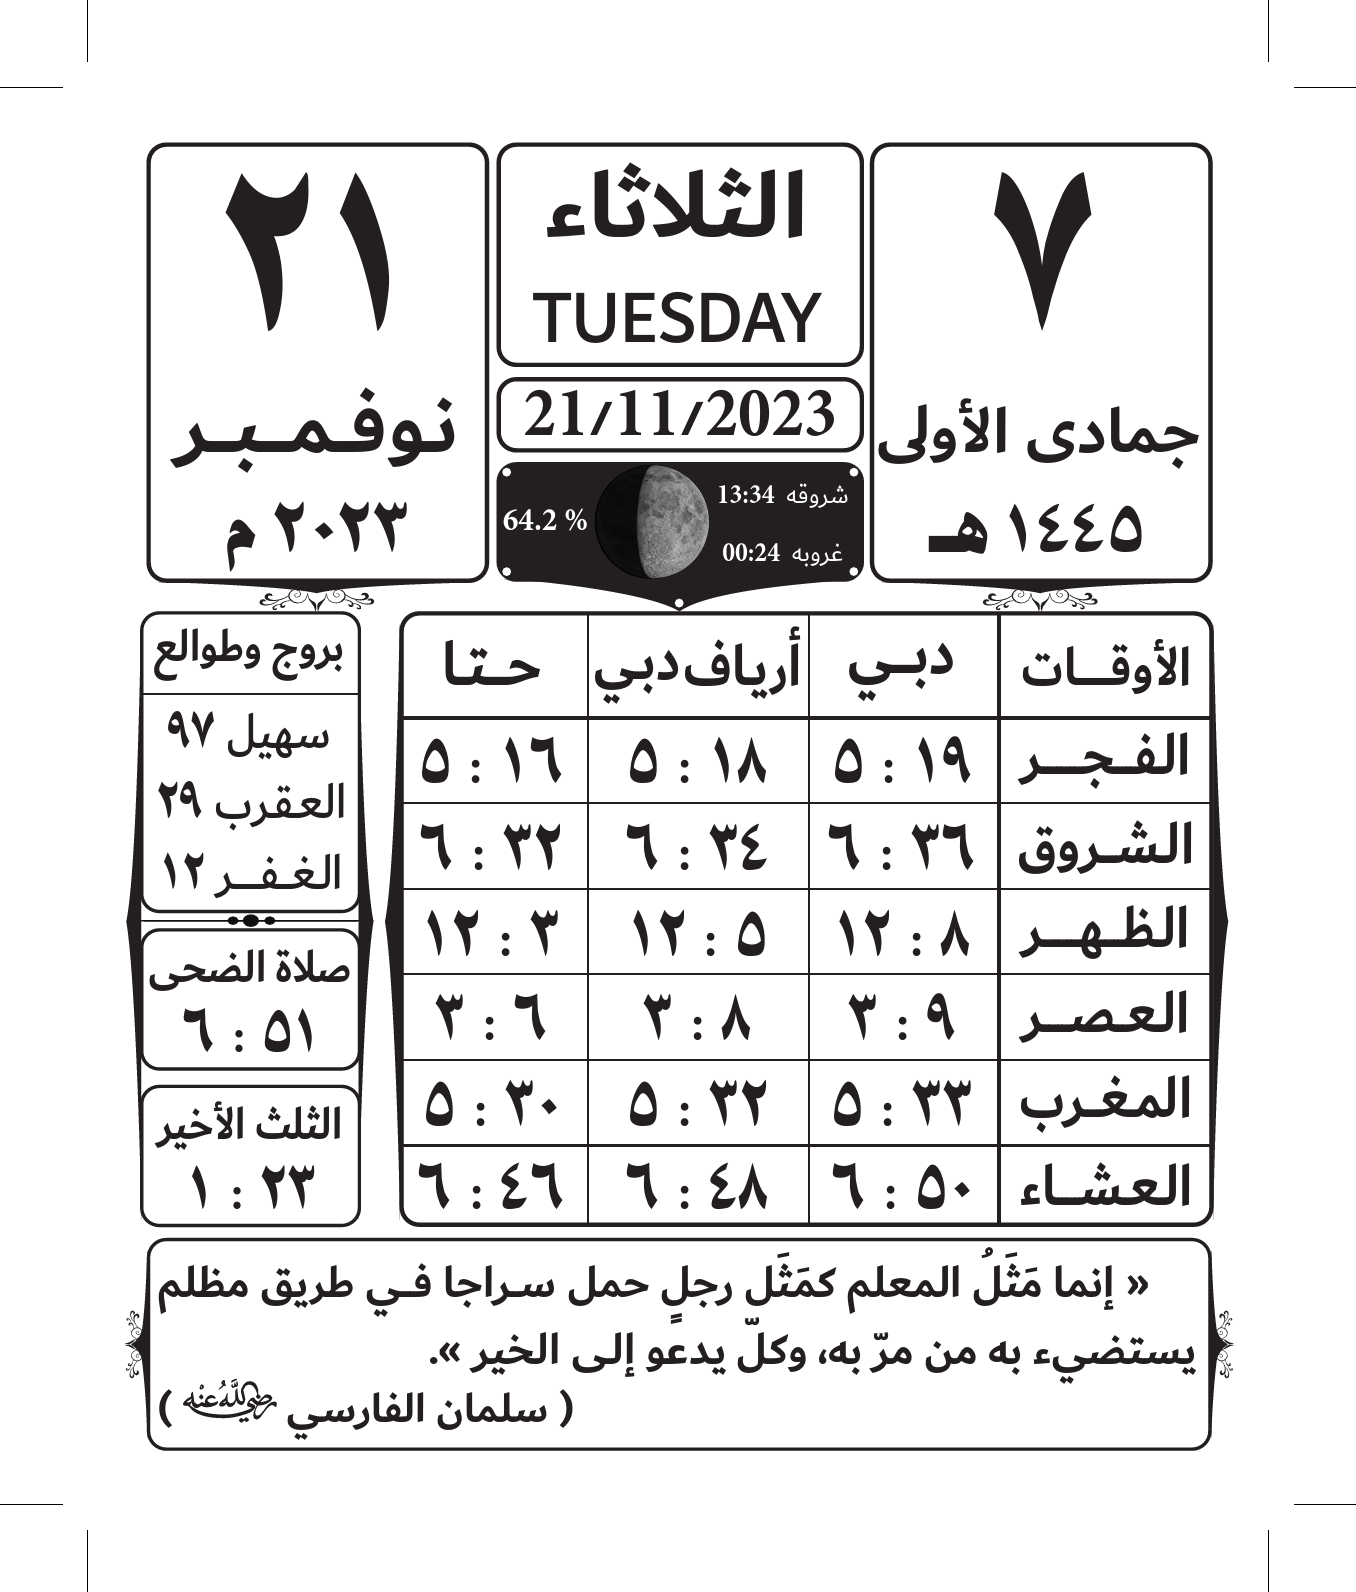 ٧
جمادى الأولى
١٤٤٥ هـ
الثلاثاء
TUESDAY
21/11/2023
شروقه 13:34
64.2 %
غروبه 00:24
٢١
نوفمبر
٢٠٢٣ م
الأوقات دبي أرياف دبي حتا
الفجر ٥ : ١٩ ٥ : ١٨ ٥ : ١٦
الشروق ٦ : ٣٦ ٦ : ٣٤ ٦ : ٣٢
الظهر ١٢ : ٨ ١٢ : ٥ ١٢ : ٣
العصر ٣ : ٩ ٣ : ٨ ٣ : ٦
المغرب ٥ : ٣٣ ٥ : ٣٢ ٥ : ٣٠
العشاء ٦ : ٥٠ ٦ : ٤٨ ٦ : ٤٦
بروج وطوالع
سهيل ٩٧
العقرب ٢٩
الغفر ١٢
صلاة الضحى
٦ : ٥١
الثلث الأخير
١ : ٢٣
« إنما مَثَلُ المعلم كمَثَل رجلٍ حمل سراجا في طريق مظلم
يستضيء به من مرّ به، وكلّ يدعو إلى الخير ».
( سلمان الفارسي رضي الله عنه )